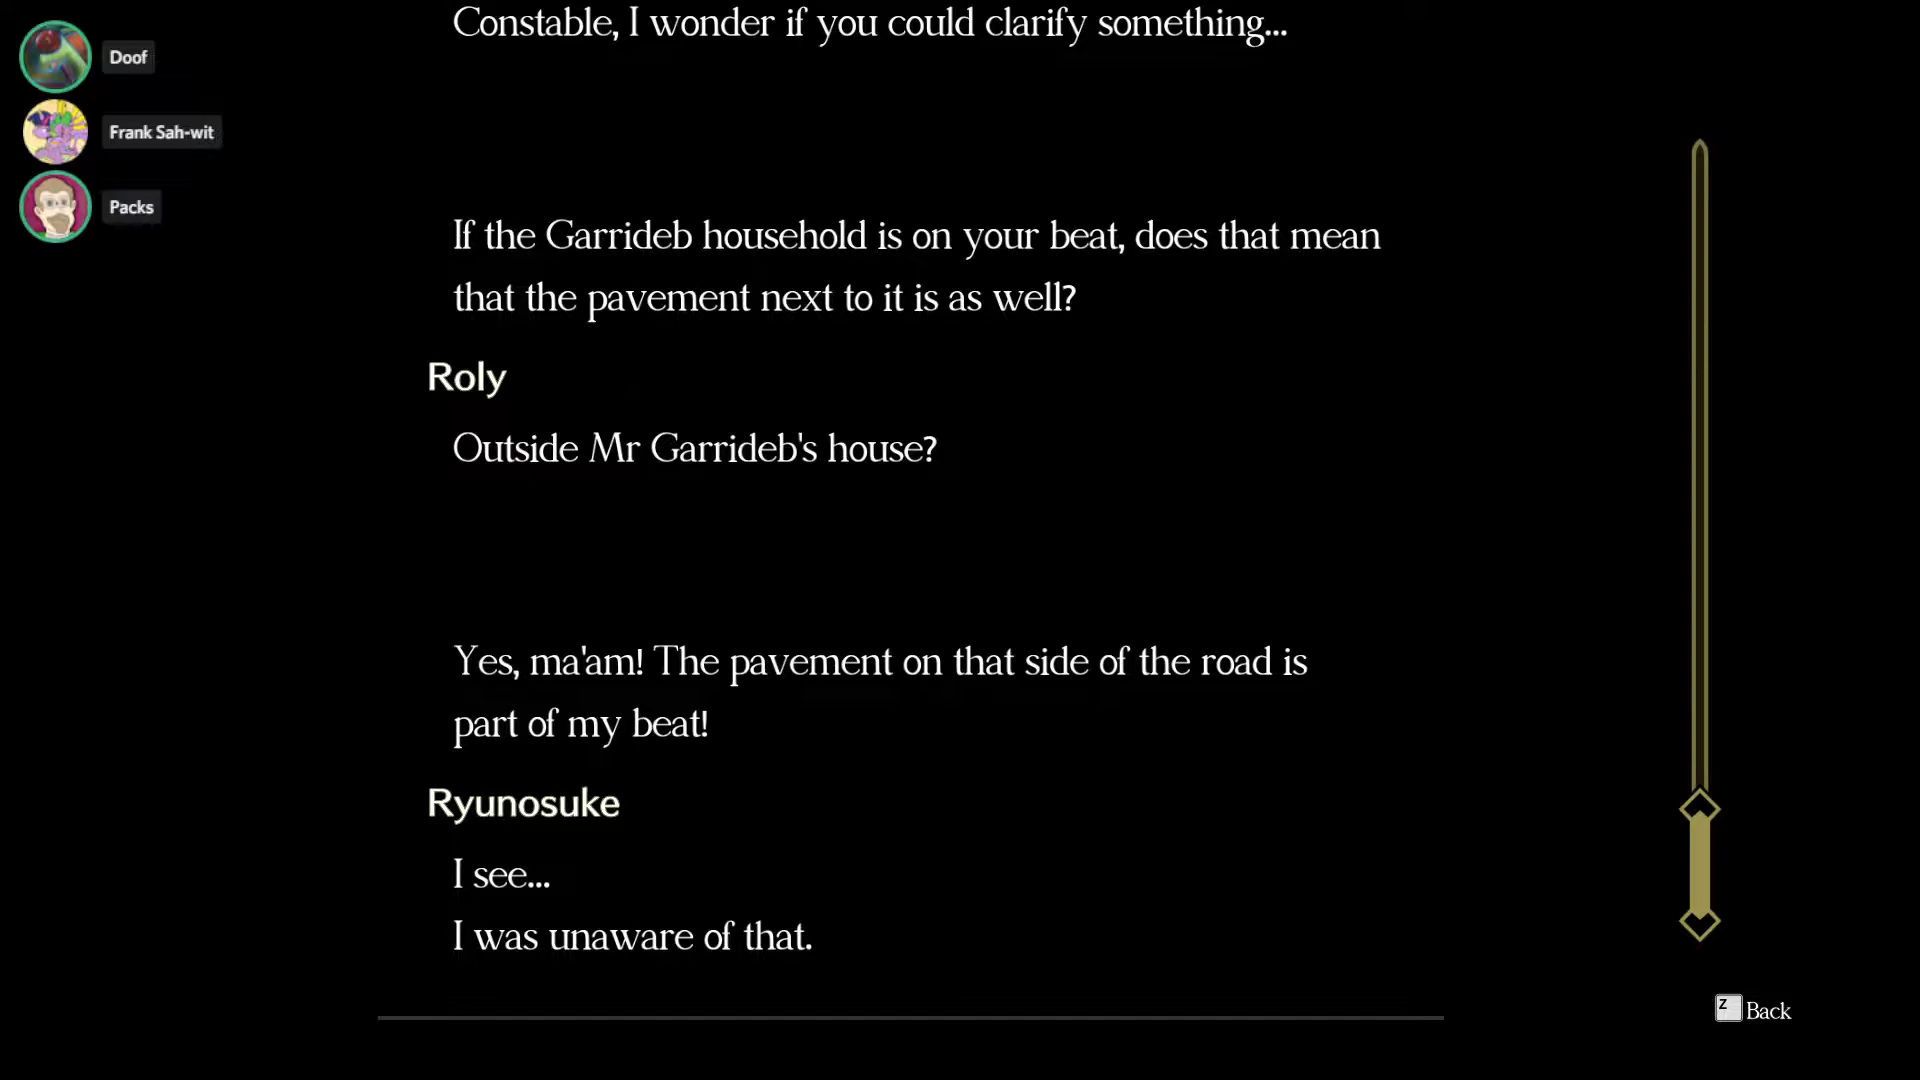 Doof
Frank Sah-wit
Packs
Constable, I wonder if you could clarify something...
If the Garrideb household is on your beat, does that mean
that the pavement next to it is as well?
Roly
Outside Mr Garrideb's house?
Yes, ma'am! The pavement on that side of the road is
part of my beat!
Ryunosuke
I see...
I was unaware of that.
Z Back